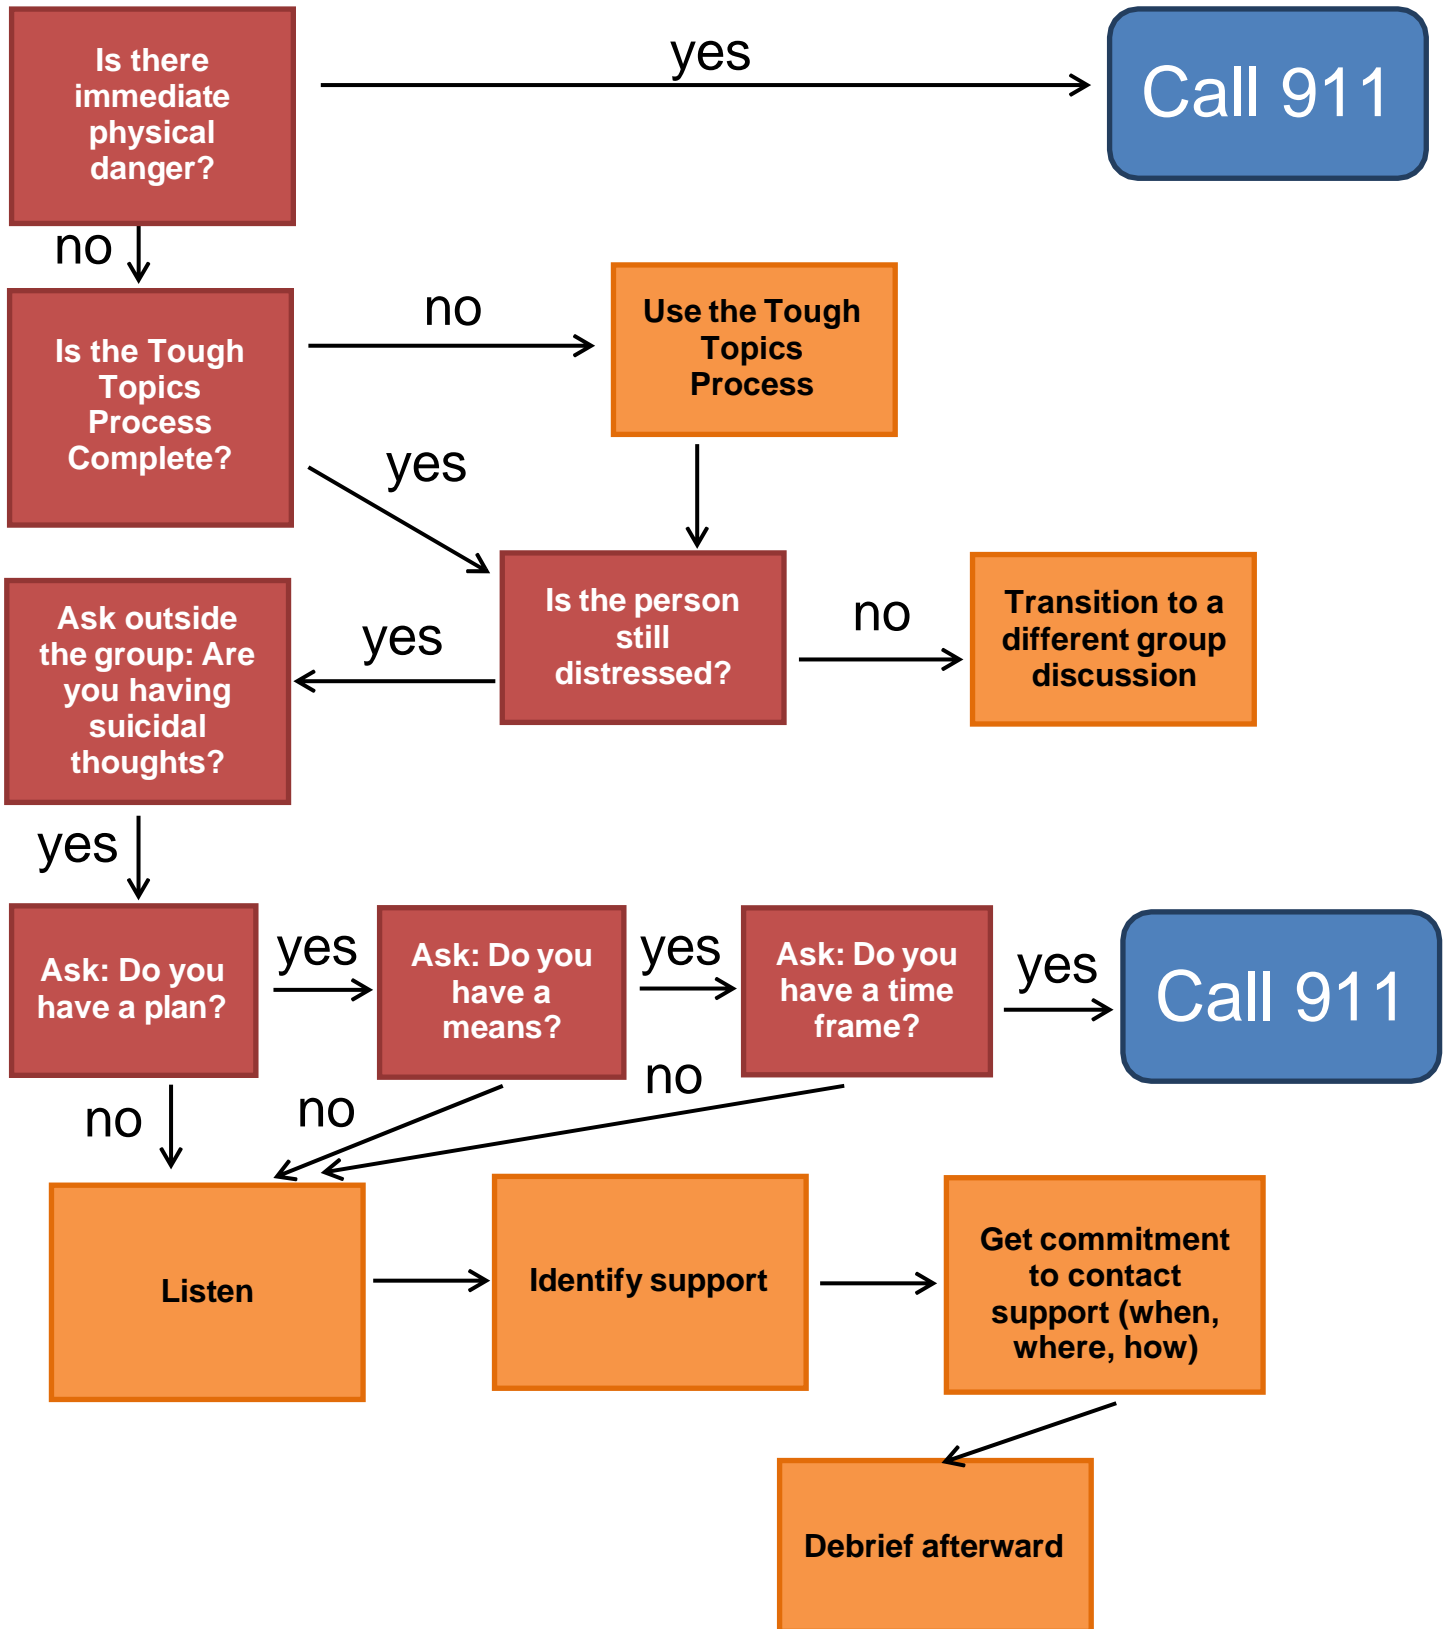 Is there
immediate
physical
danger?
yes
Call 911
no
Is the Tough
Topics
Process
Complete?
no
Use the Tough
Topics
Process
yes
Is the person
still
distressed?
no
Transition to a
different group
discussion
yes
Ask outside
the group: Are
you having
suicidal
thoughts?
yes
Ask: Do you
have a plan?
yes
Ask: Do you
have a
means?
yes
Ask: Do you
have a time
frame?
yes
Call 911
no
no
no
Listen
Identify support
Get commitment
to contact
support (when,
where, how)
Debrief afterward